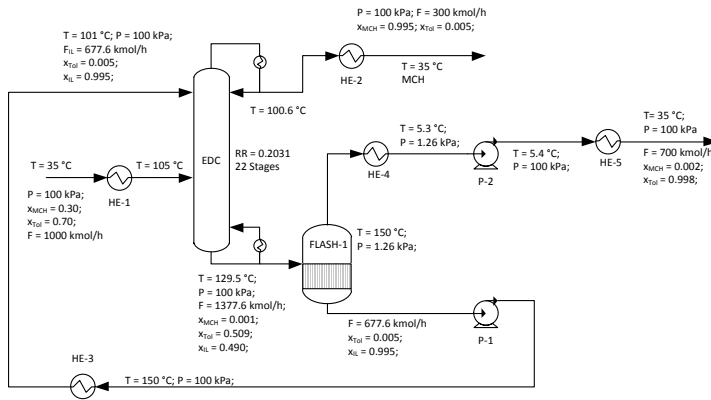 T = 101 °C; P = 100 kPa;
F_IL = 677.6 kmol/h
x_Tol = 0.005;
x_IL = 0.995;
P = 100 kPa; F = 300 kmol/h
x_MCH = 0.995; x_Tol = 0.005;
HE-2
T = 35 °C
MCH
T = 100.6 °C
EDC
RR = 0.2031
22 Stages
T = 35 °C
T = 105 °C
HE-1
P = 100 kPa;
x_MCH = 0.30;
x_Tol = 0.70;
F = 1000 kmol/h
T = 5.3 °C;
P = 1.26 kPa;
HE-4
P-2
T = 5.4 °C;
P = 100 kPa;
HE-5
T= 35 °C;
P = 100 kPa
F = 700 kmol/h
x_MCH = 0.002;
x_Tol = 0.998;
FLASH-1
T = 150 °C;
P = 1.26 kPa;
T = 129.5 °C;
P = 100 kPa;
F = 1377.6 kmol/h;
x_MCH = 0.001;
x_Tol = 0.509;
x_IL = 0.490;
F = 677.6 kmol/h
x_Tol = 0.005;
x_IL = 0.995;
P-1
HE-3
T = 150 °C; P = 100 kPa;